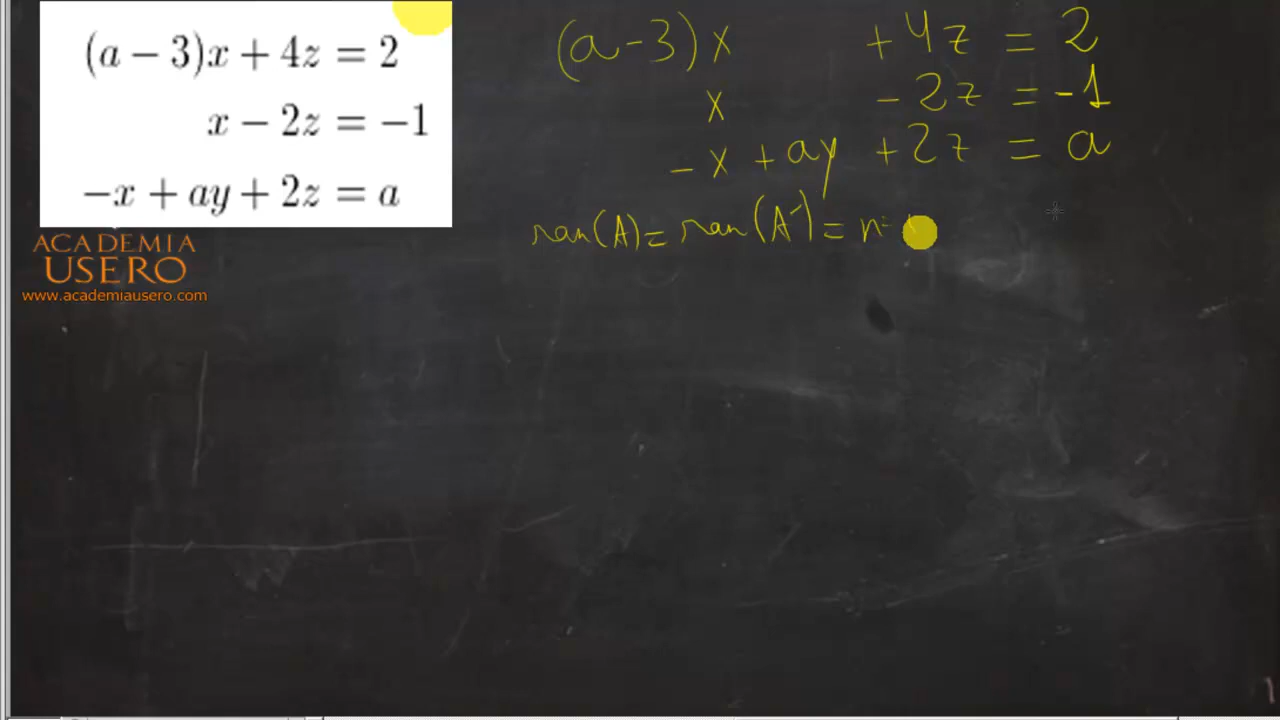 (a − 3)x + 4z = 2
x − 2z = −1
−x + ay + 2z = a
ACADEMIA
USERO
www.academiausero.com
(a-3)x +4z = 2
x -2z = -1
-x +ay +2z = a
ran(A) = ran(A') = n=